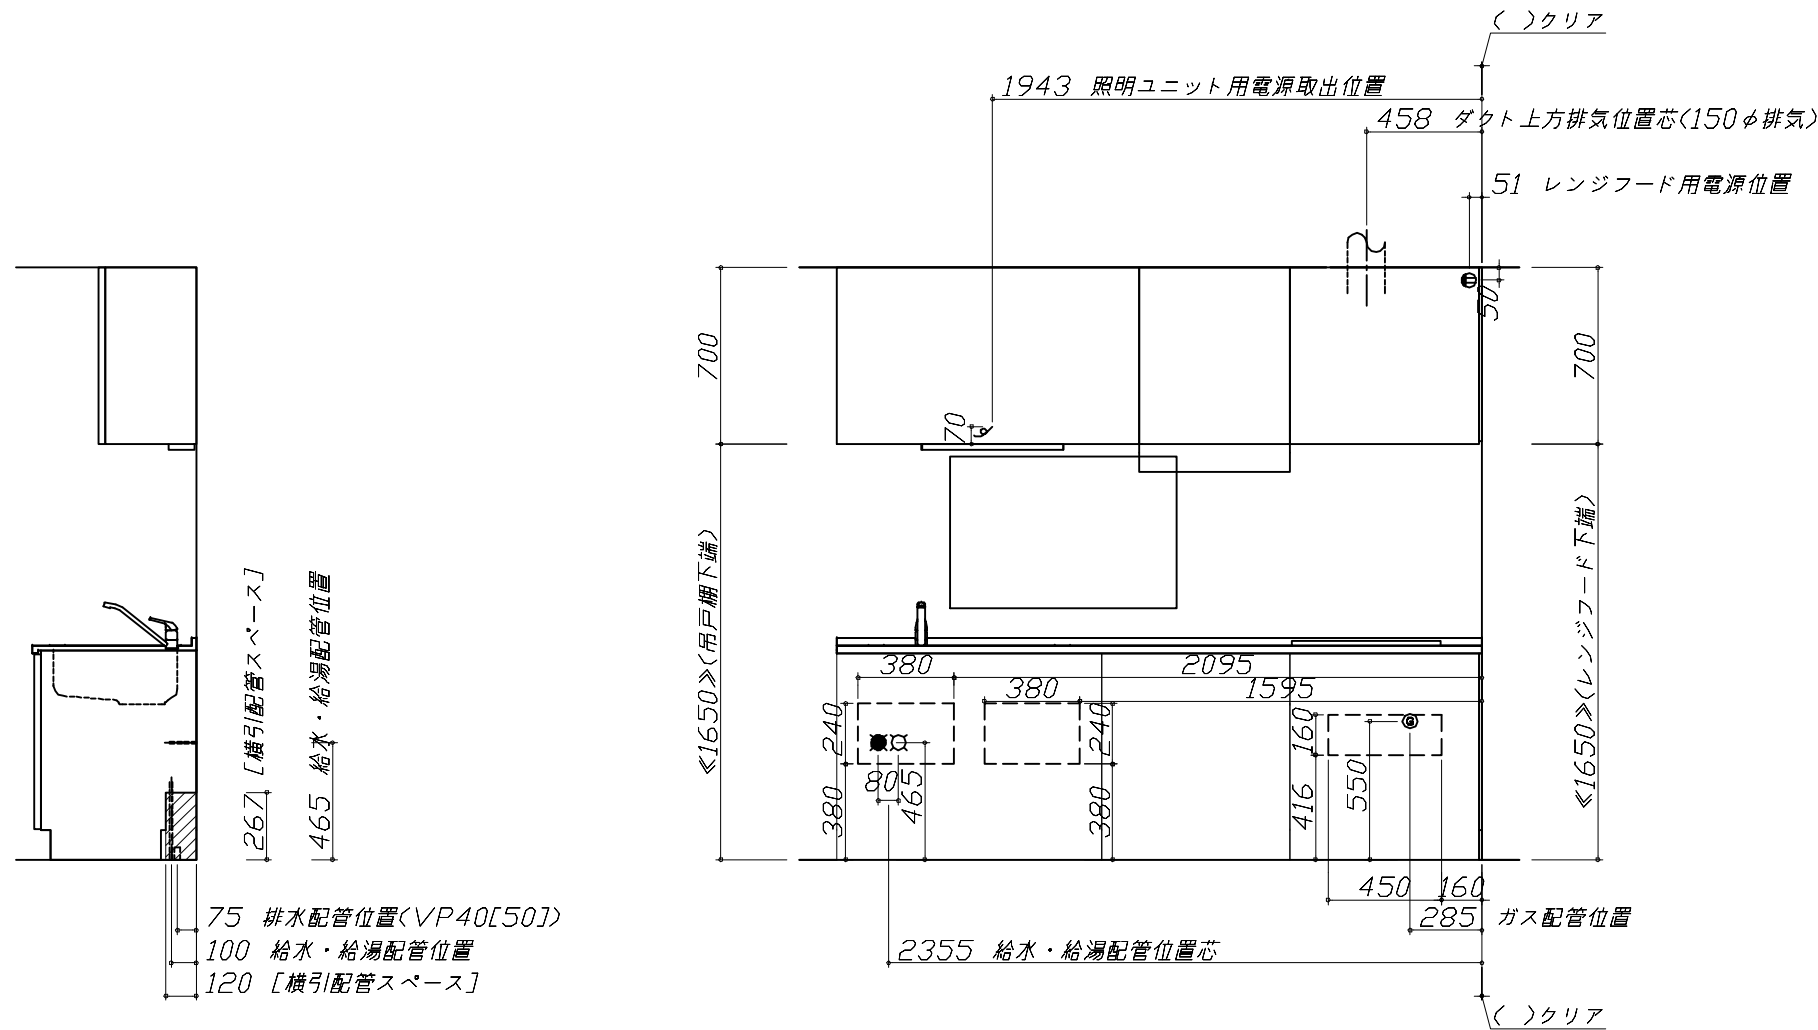 ( )クリア
1943 照明ユニット用電源取出位置
458 ダクト上方排気位置芯(150φ排気)
51 レンジフード用電源位置
50
700
700
70
≪1650≫(吊戸棚下端)
≪1650≫(レンジフード下端)
267 [横引配管スペース]
465 給水・給湯配管位置
380
2095
380
1595
240
240
160
80
465
550
380
380
416
450
160
75 排水配管位置(VP40[50])
285 ガス配管位置
100 給水・給湯配管位置
2355 給水・給湯配管位置芯
120 [横引配管スペース]
( )クリア
G